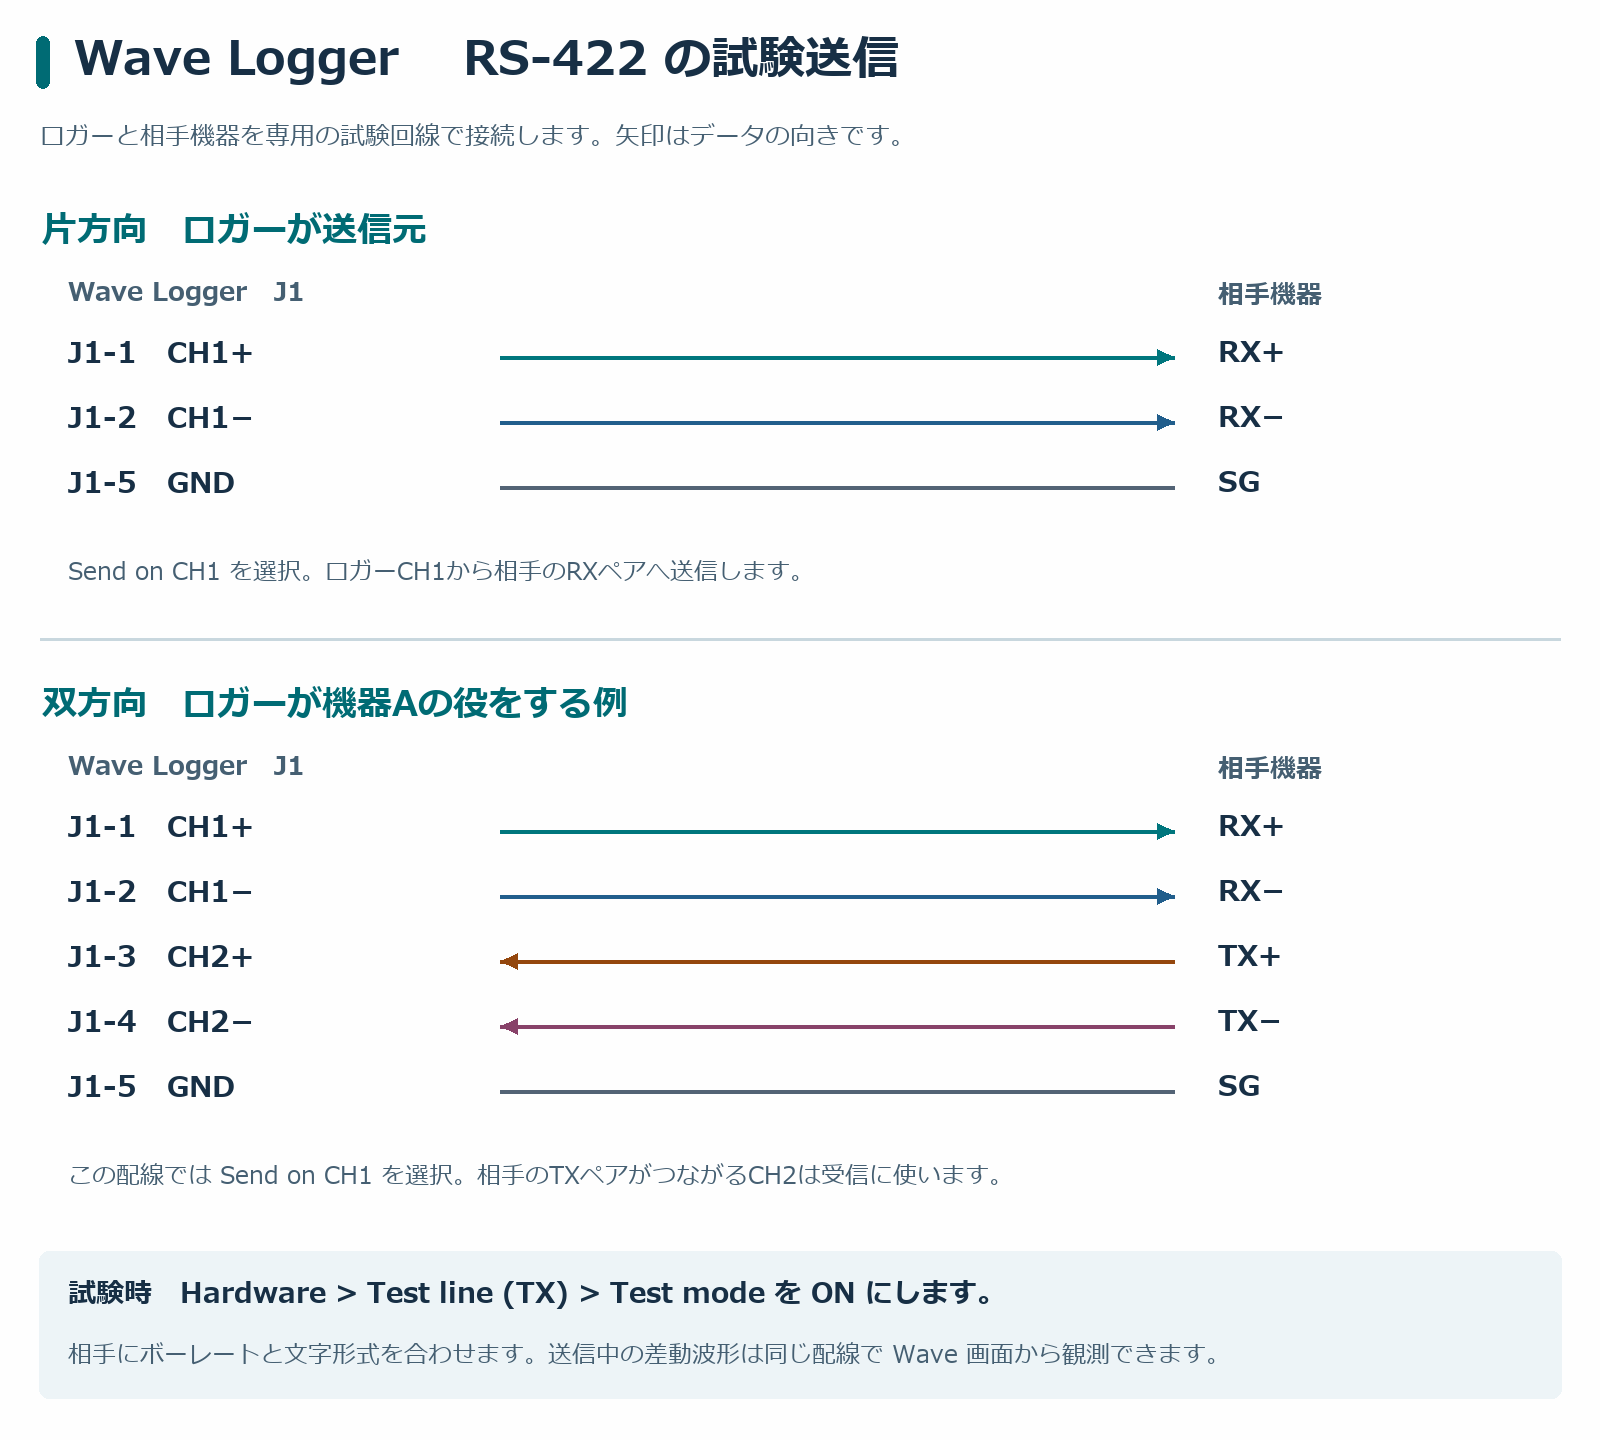 Wave Logger　RS-422 の試験送信
ロガーと相手機器を専用の試験回線で接続します。矢印はデータの向きです。
片方向　ロガーが送信元
Wave Logger　J1　相手機器
J1-1　CH1+　RX+
J1-2　CH1−　RX−
J1-5　GND　SG
Send on CH1 を選択。ロガーCH1から相手のRXペアへ送信します。
双方向　ロガーが機器Aの役をする例
Wave Logger　J1　相手機器
J1-1　CH1+　RX+
J1-2　CH1−　RX−
J1-3　CH2+　TX+
J1-4　CH2−　TX−
J1-5　GND　SG
この配線では Send on CH1 を選択。相手のTXペアがつながるCH2は受信に使います。
試験時　Hardware > Test line (TX) > Test mode を ON にします。
相手にボーレートと文字形式を合わせます。送信中の差動波形は同じ配線で Wave 画面から観測できます。